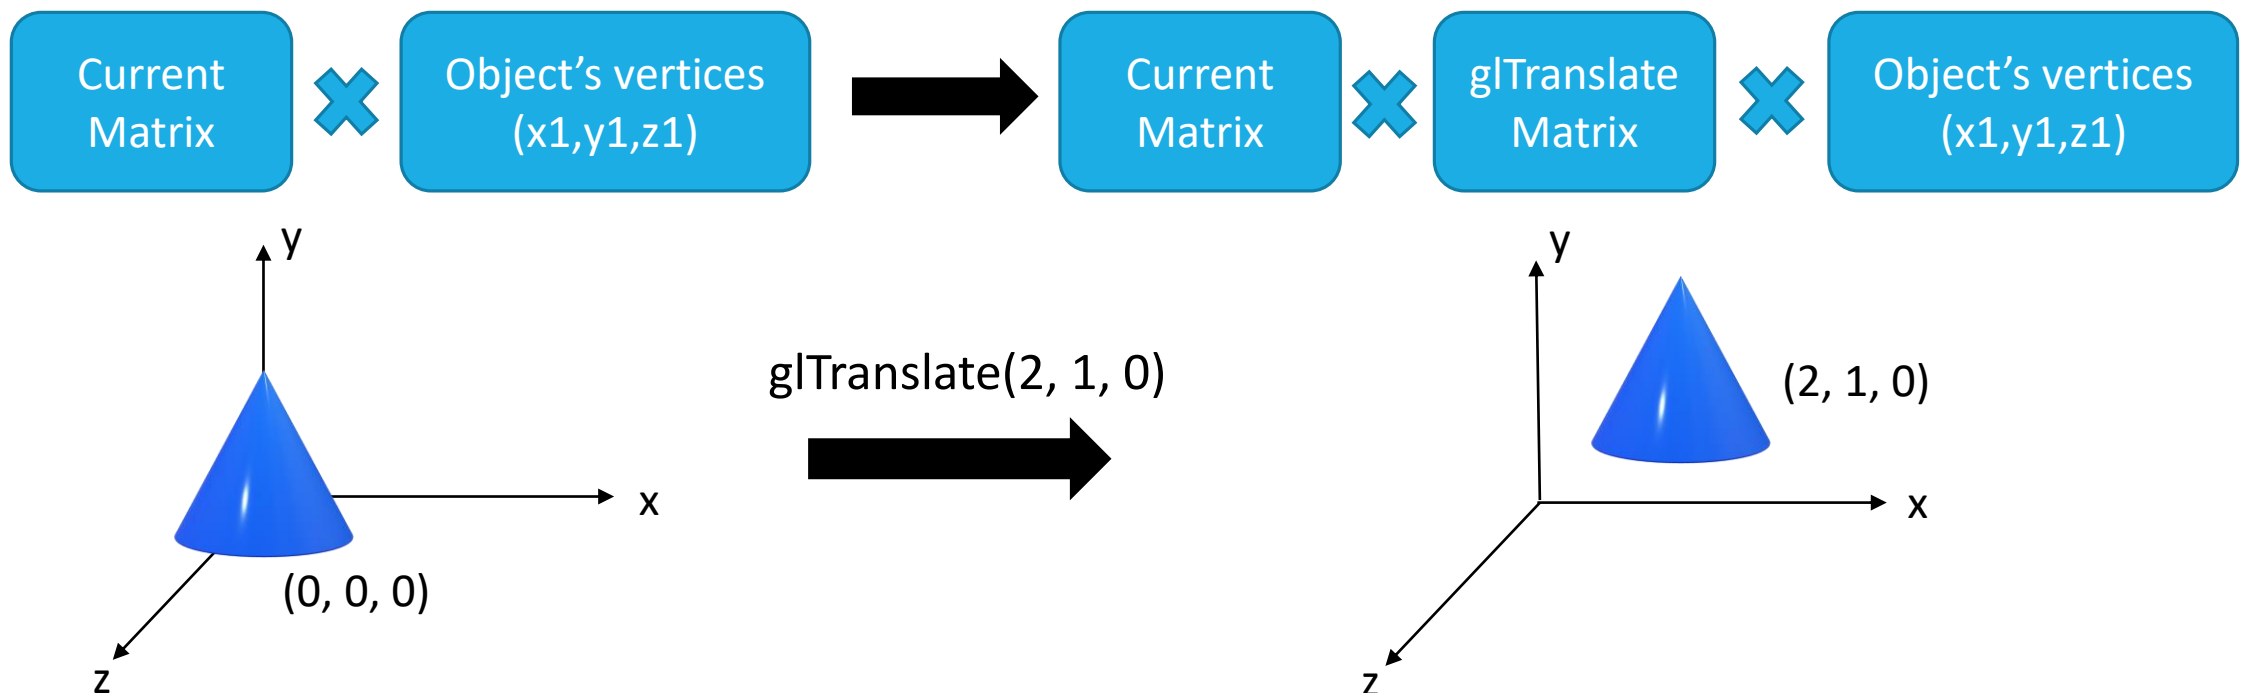 Current
Matrix
Object’s vertices
(x1,y1,z1)
Current
Matrix
glTranslate
Matrix
Object’s vertices
(x1,y1,z1)
y
x
z
(0, 0, 0)
glTranslate(2, 1, 0)
y
(2, 1, 0)
x
z